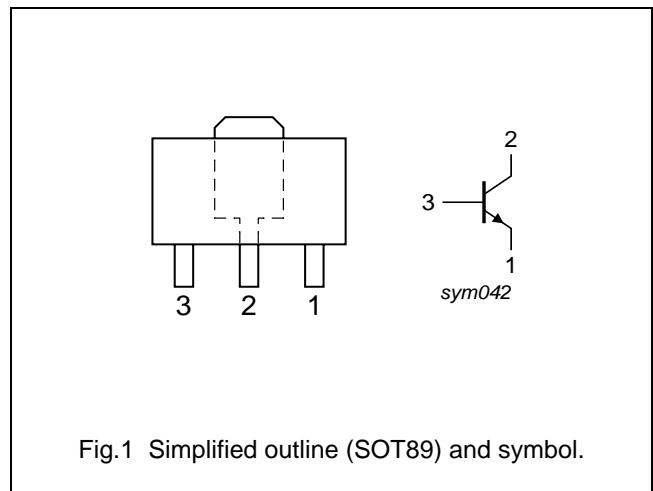 2
3
1
sym042
3 2 1
Fig.1 Simplified outline (SOT89) and symbol.